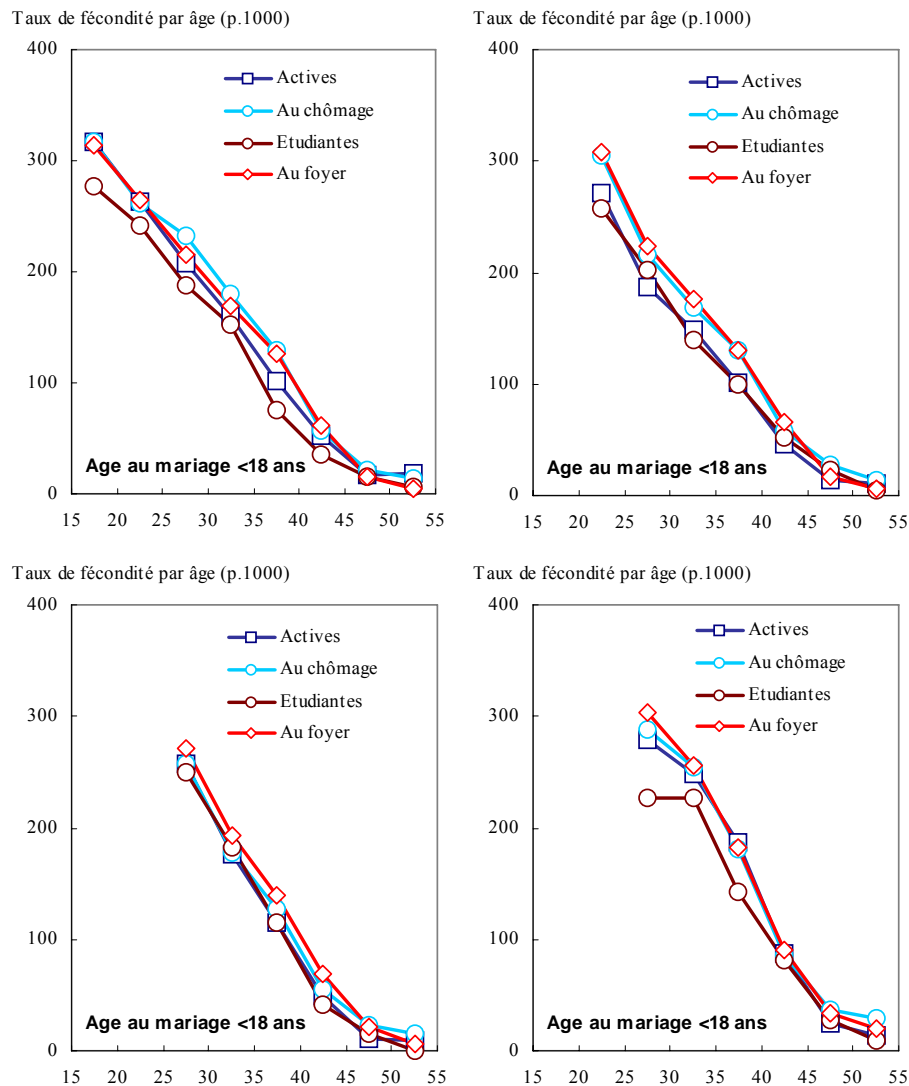 Taux de fécondité par âge (p.1000)
400
300
200
100
0
Actives
Au chômage
Etudiantes
Au foyer
Age au mariage <18 ans
15 20 25 30 35 40 45 50 55
Taux de fécondité par âge (p.1000)
400
300
200
100
0
Actives
Au chômage
Etudiantes
Au foyer
Age au mariage <18 ans
15 20 25 30 35 40 45 50 55
Taux de fécondité par âge (p.1000)
400
300
200
100
0
Actives
Au chômage
Etudiantes
Au foyer
Age au mariage <18 ans
15 20 25 30 35 40 45 50 55
Taux de fécondité par âge (p.1000)
400
300
200
100
0
Actives
Au chômage
Etudiantes
Au foyer
Age au mariage <18 ans
15 20 25 30 35 40 45 50 55